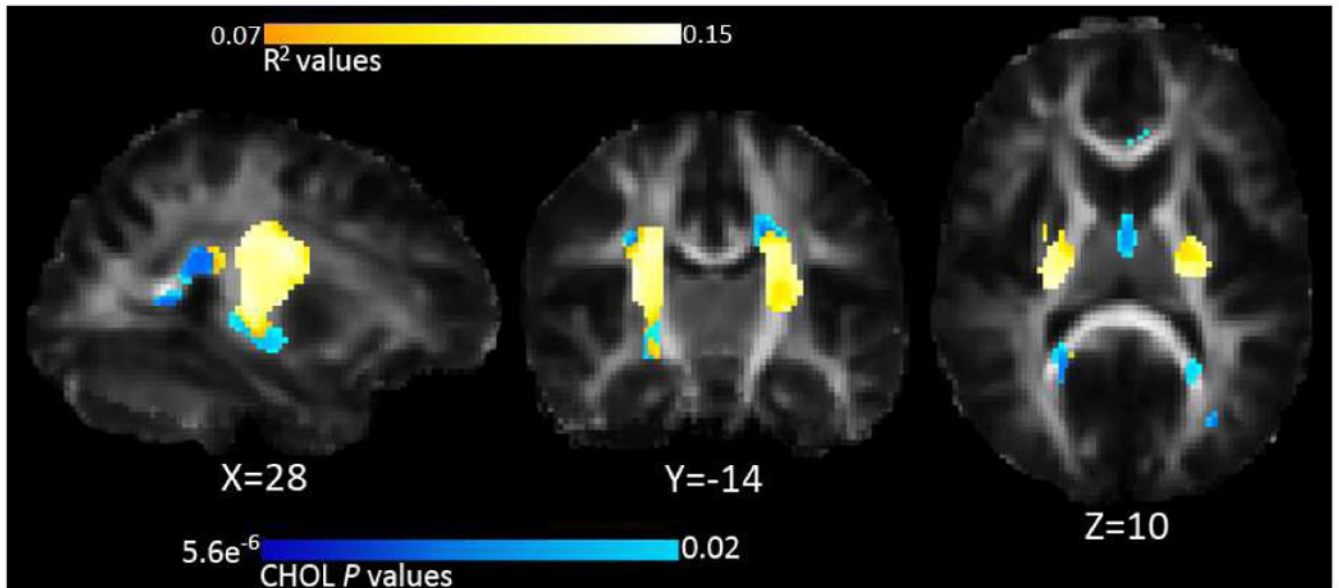 0.07 0.15
R² values
X=28 Y=-14 Z=10
5.6e⁻⁶ 0.02
CHOL P values